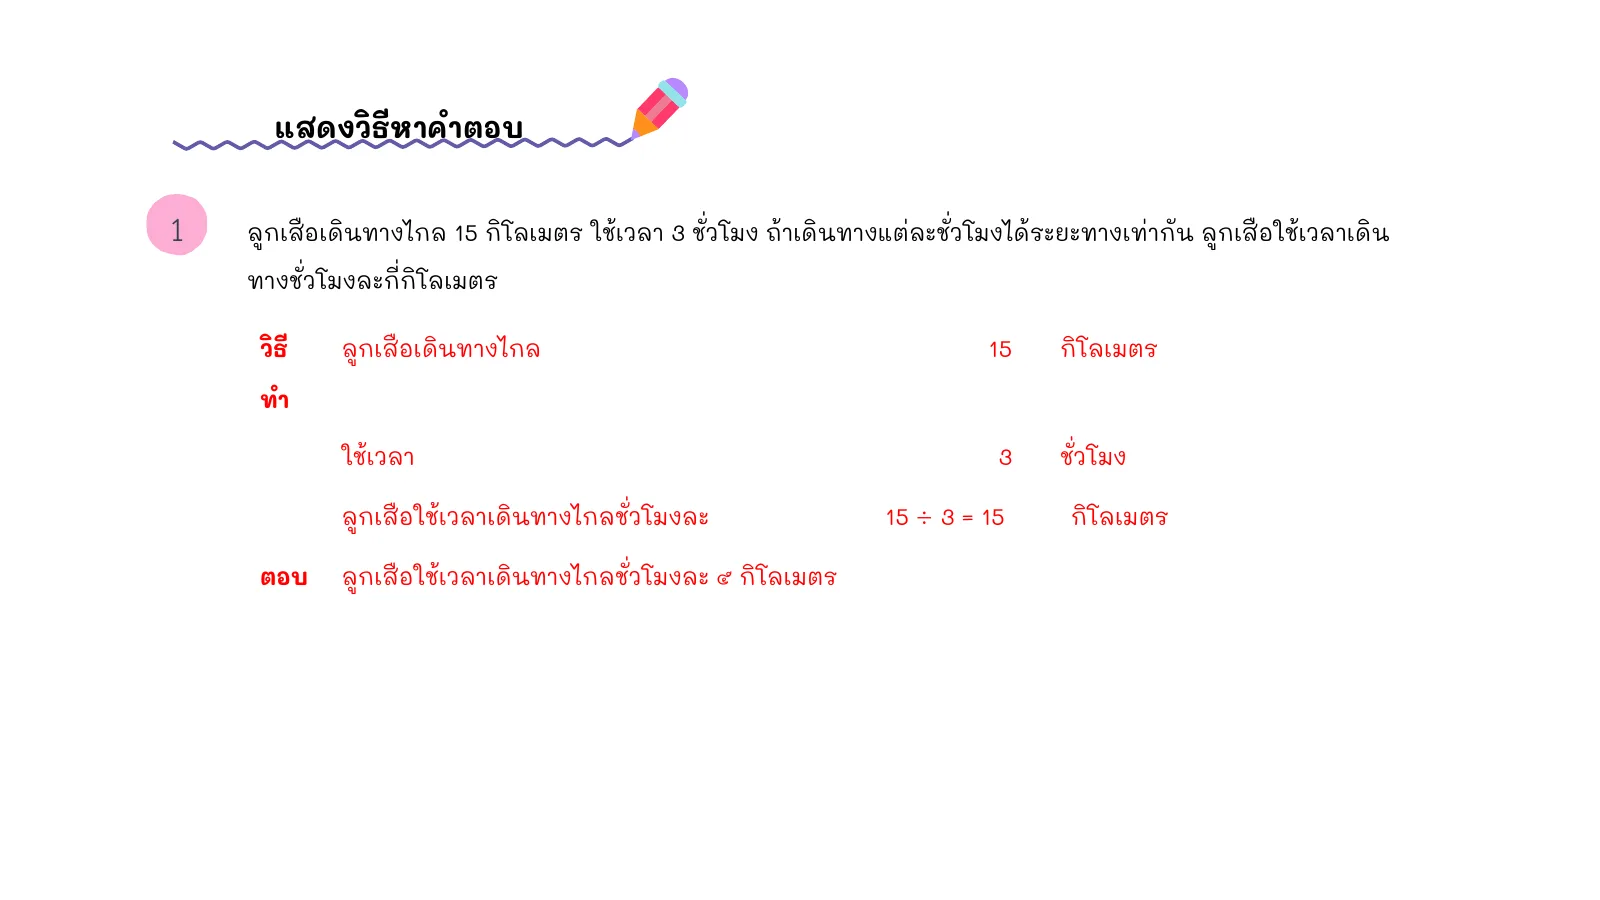 แสดงวิธีหาคำตอบ
1 ลูกเสือเดินทางไกล 15 กิโลเมตร ใช้เวลา 3 ชั่วโมง ถ้าเดินทางแต่ละชั่วโมงได้ระยะทางเท่ากัน ลูกเสือใช้เวลาเดิน
ทางชั่วโมงละกี่กิโลเมตร
วิธี ลูกเสือเดินทางไกล 15 กิโลเมตร
ทำ
ใช้เวลา 3 ชั่วโมง
ลูกเสือใช้เวลาเดินทางไกลชั่วโมงละ 15 ÷ 3 = 15 กิโลเมตร
ตอบ ลูกเสือใช้เวลาเดินทางไกลชั่วโมงละ ๕ กิโลเมตร